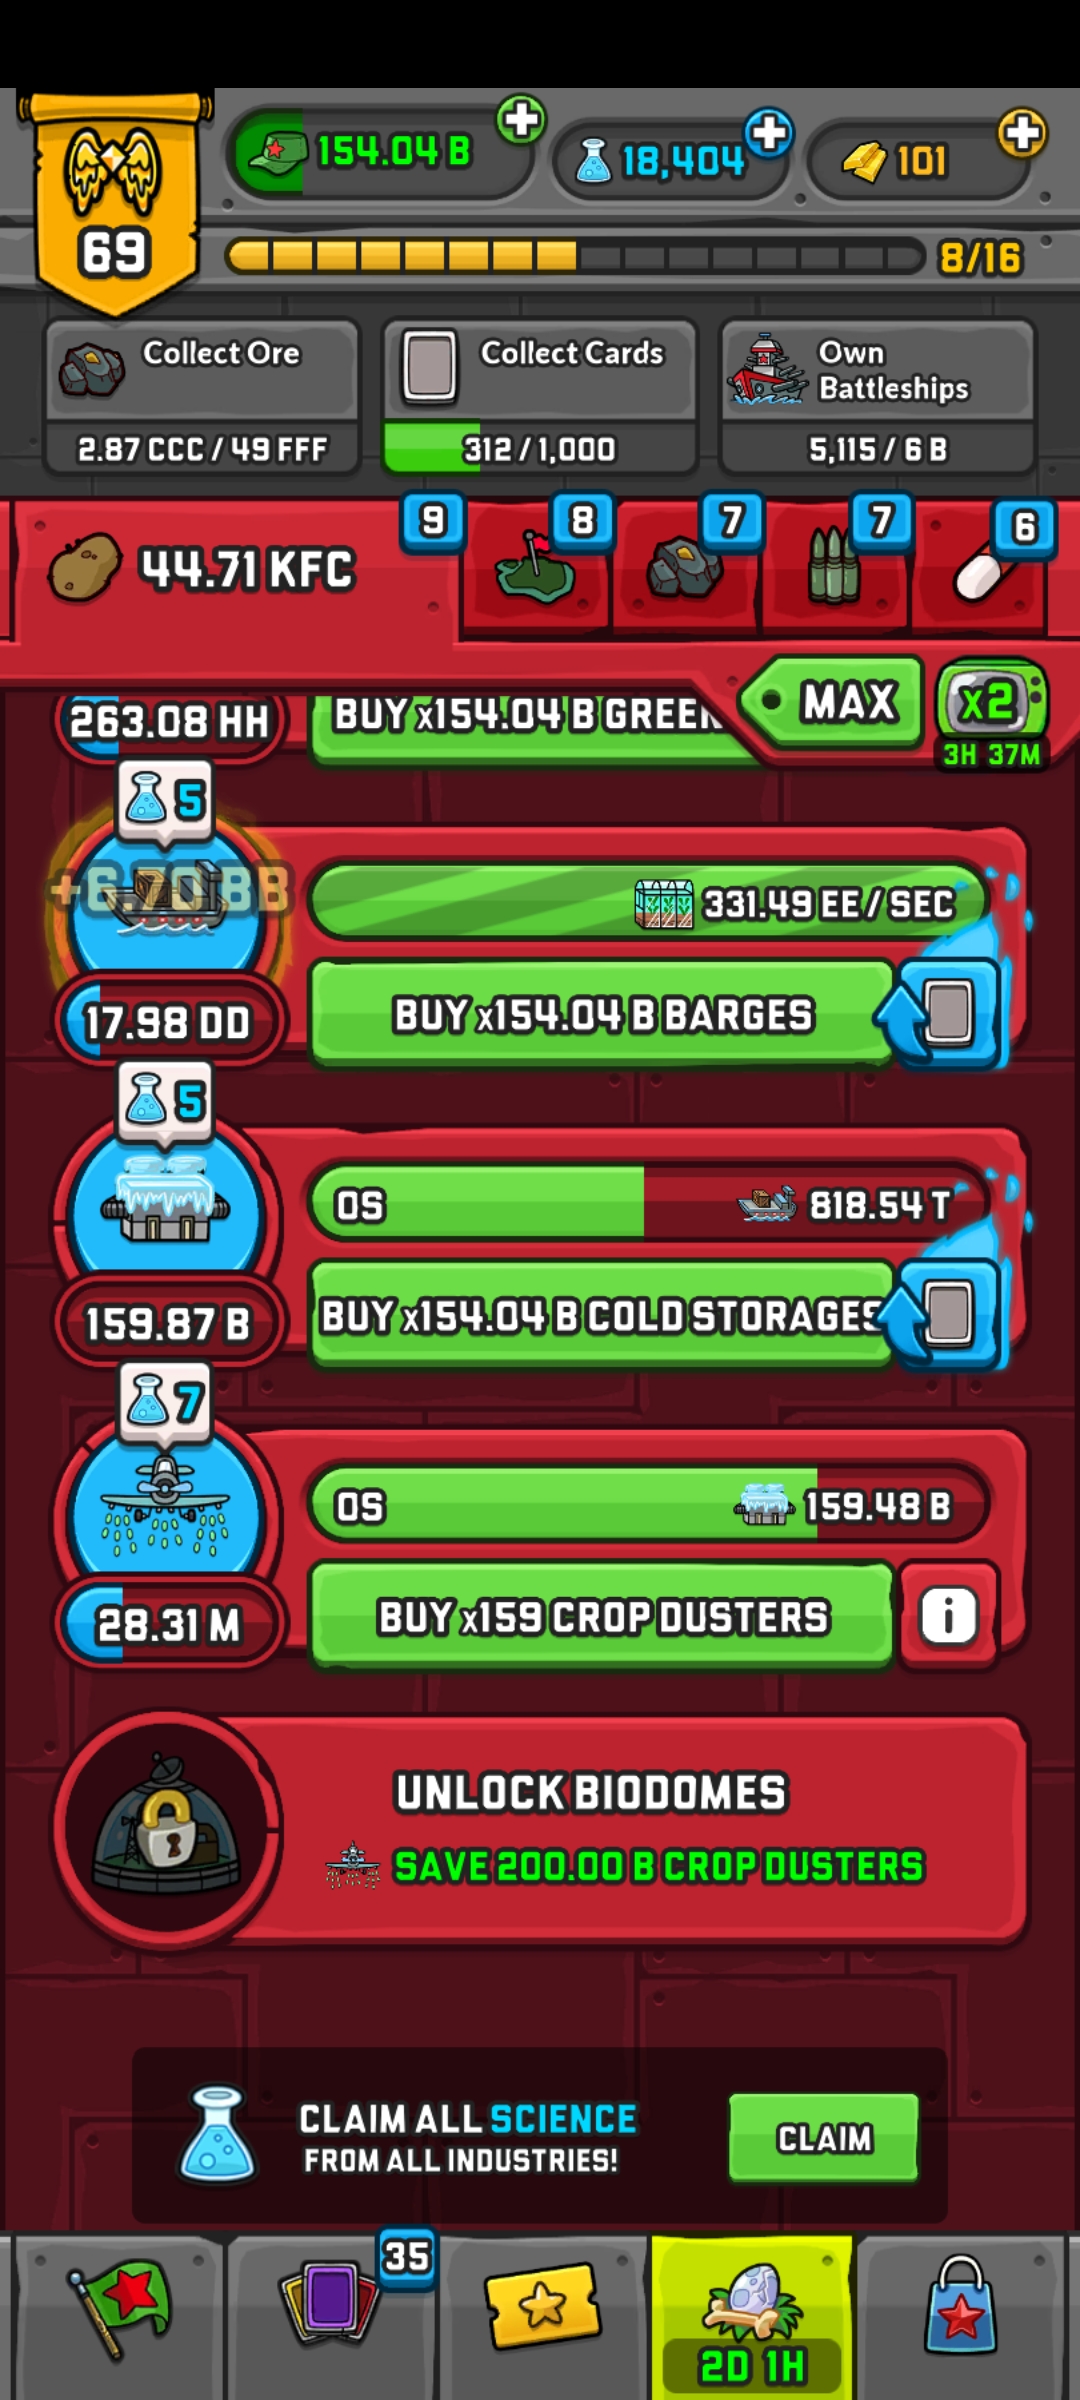 154.04 B
18,404
101
69
8/16
Collect Ore
2.87 CCC / 49 FFF
Collect Cards
312 / 1,000
Own
Battleships
5,115 / 6 B
44.71 KFC
9
8
7
7
6
MAX
x2
3H 37M
263.08 HH
BUY x154.04 B GREEN
5
+6.70 BB
331.49 EE / SEC
17.98 DD
BUY x154.04 B BARGES
5
0S
818.54 T
159.87 B
BUY x154.04 B COLD STORAGES
7
0S
159.48 B
28.31 M
BUY x159 CROP DUSTERS
i
UNLOCK BIODOMES
SAVE 200.00 B CROP DUSTERS
CLAIM ALL SCIENCE
FROM ALL INDUSTRIES!
CLAIM
35
2D 1H